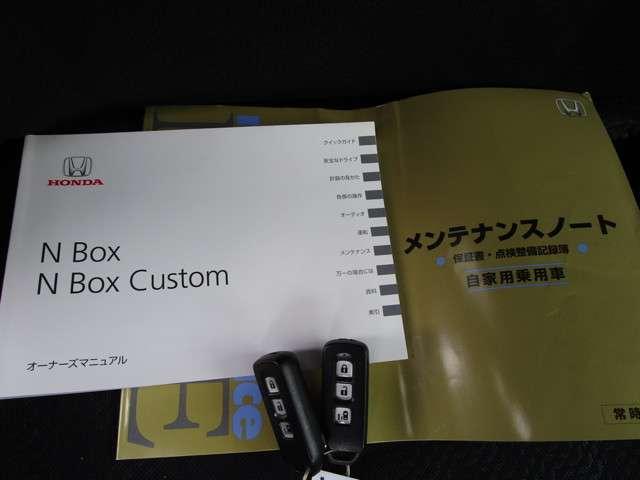 HONDA
N Box
N Box Custom
オーナーズマニュアル
クイックガイド
安全なドライブ
計器の見かた
各部の操作
オーディオ
運転
メンテナンス
万一の場合には
資料
索引
メンテナンスノート
保証書・点検整備記録簿
自家用乗用車
常時
ce